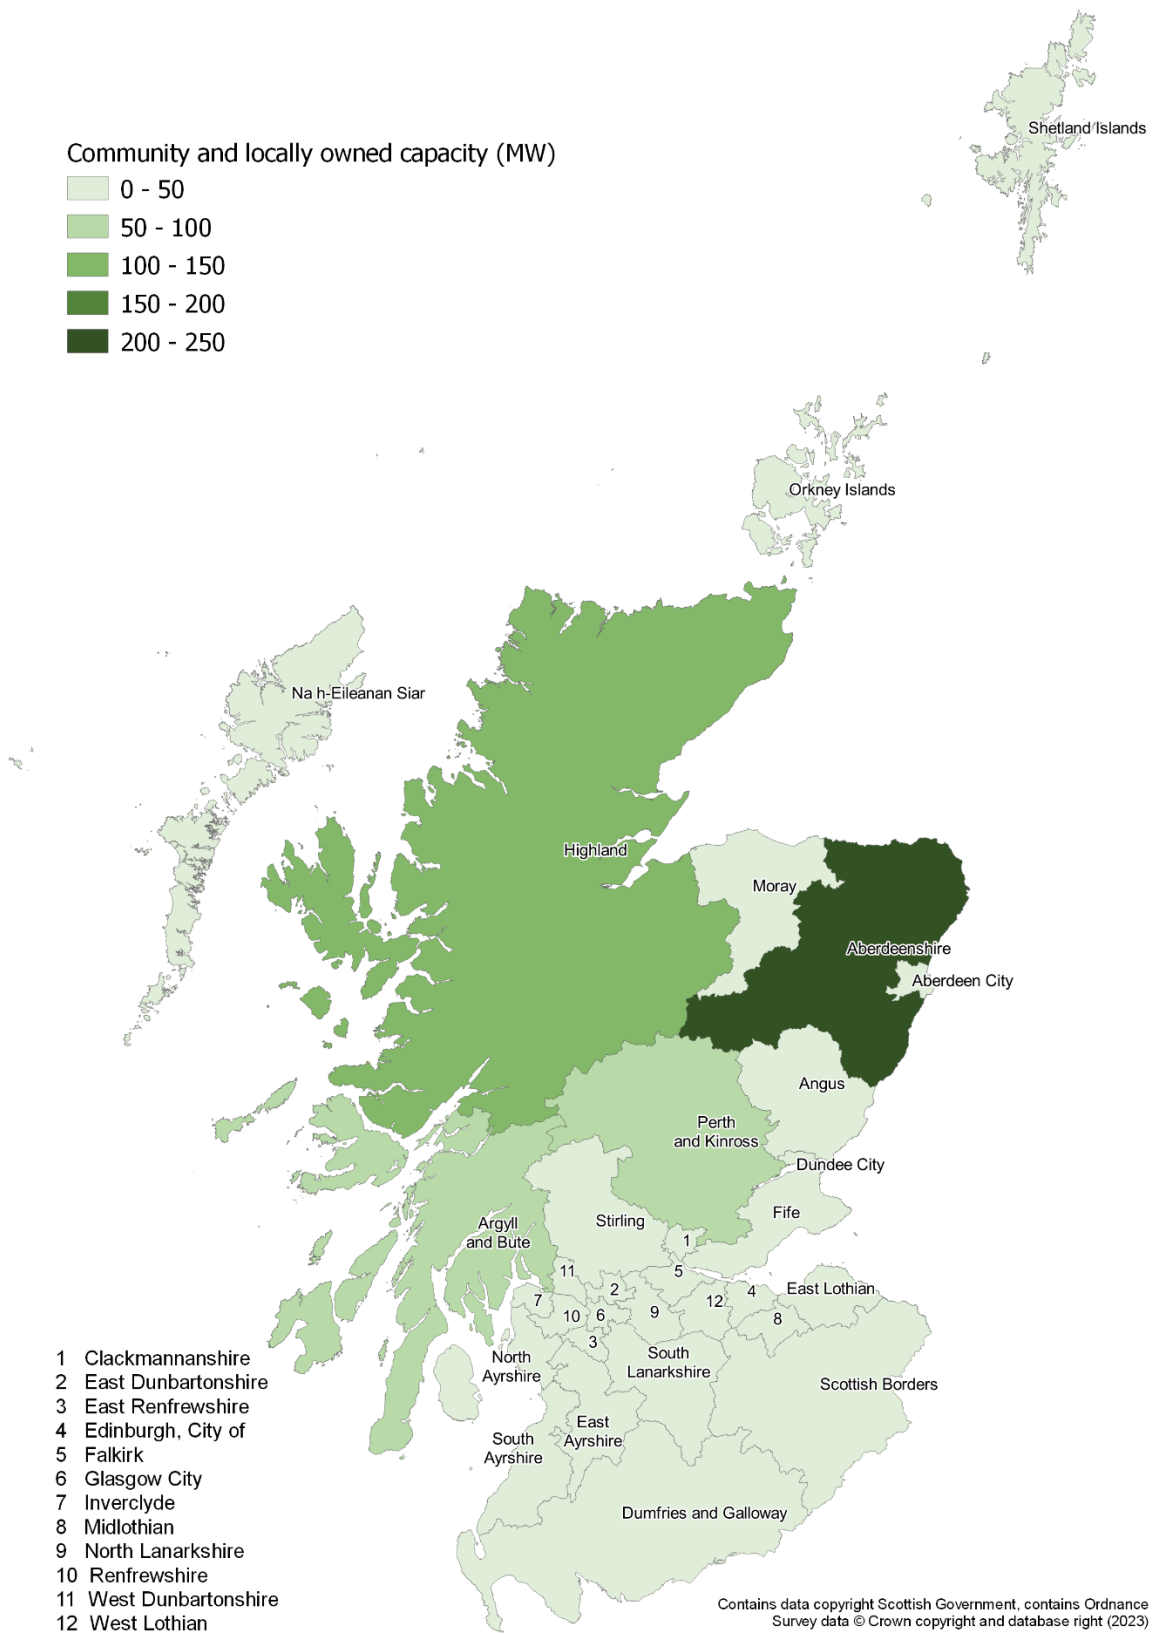 Shetland Islands
Community and locally owned capacity (MW)
0 - 50
50 - 100
100 - 150
150 - 200
200 - 250
Orkney Islands
Na h-Eileanan Siar
Highland
Moray
Aberdeenshire
Aberdeen City
Angus
Perth
and Kinross
Dundee City
Fife
Stirling
Argyll
and Bute
1
5
11
2
4
East Lothian
7
12
9
10
6
8
3
North
Ayrshire
South
Lanarkshire
Scottish Borders
East
Ayrshire
South
Ayrshire
Dumfries and Galloway
1 Clackmannanshire
2 East Dunbartonshire
3 East Renfrewshire
4 Edinburgh, City of
5 Falkirk
6 Glasgow City
7 Inverclyde
8 Midlothian
9 North Lanarkshire
10 Renfrewshire
11 West Dunbartonshire
12 West Lothian
Contains data copyright Scottish Government, contains Ordnance
Survey data © Crown copyright and database right (2023)